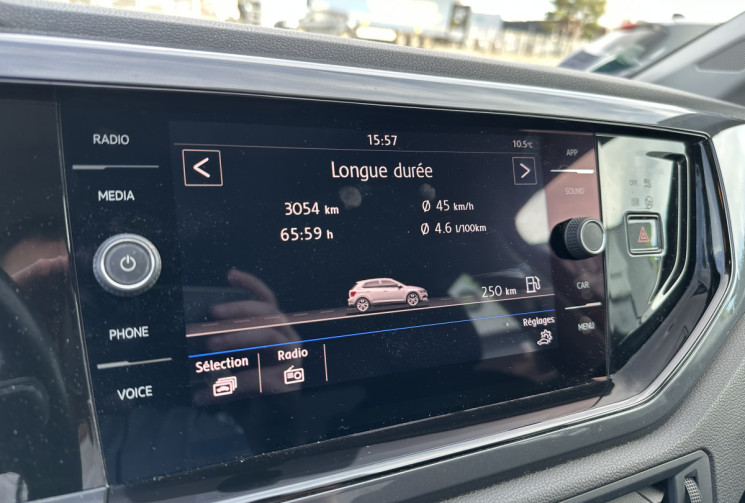 RADIO
MEDIA
PHONE
VOICE
15:57
10.5°C
Longue durée
3054 km
Ø 45 km/h
65:59 h
Ø 4.6 l/100km
250 km
Réglages
Sélection
Radio
APP
SOUND
CAR
MENU